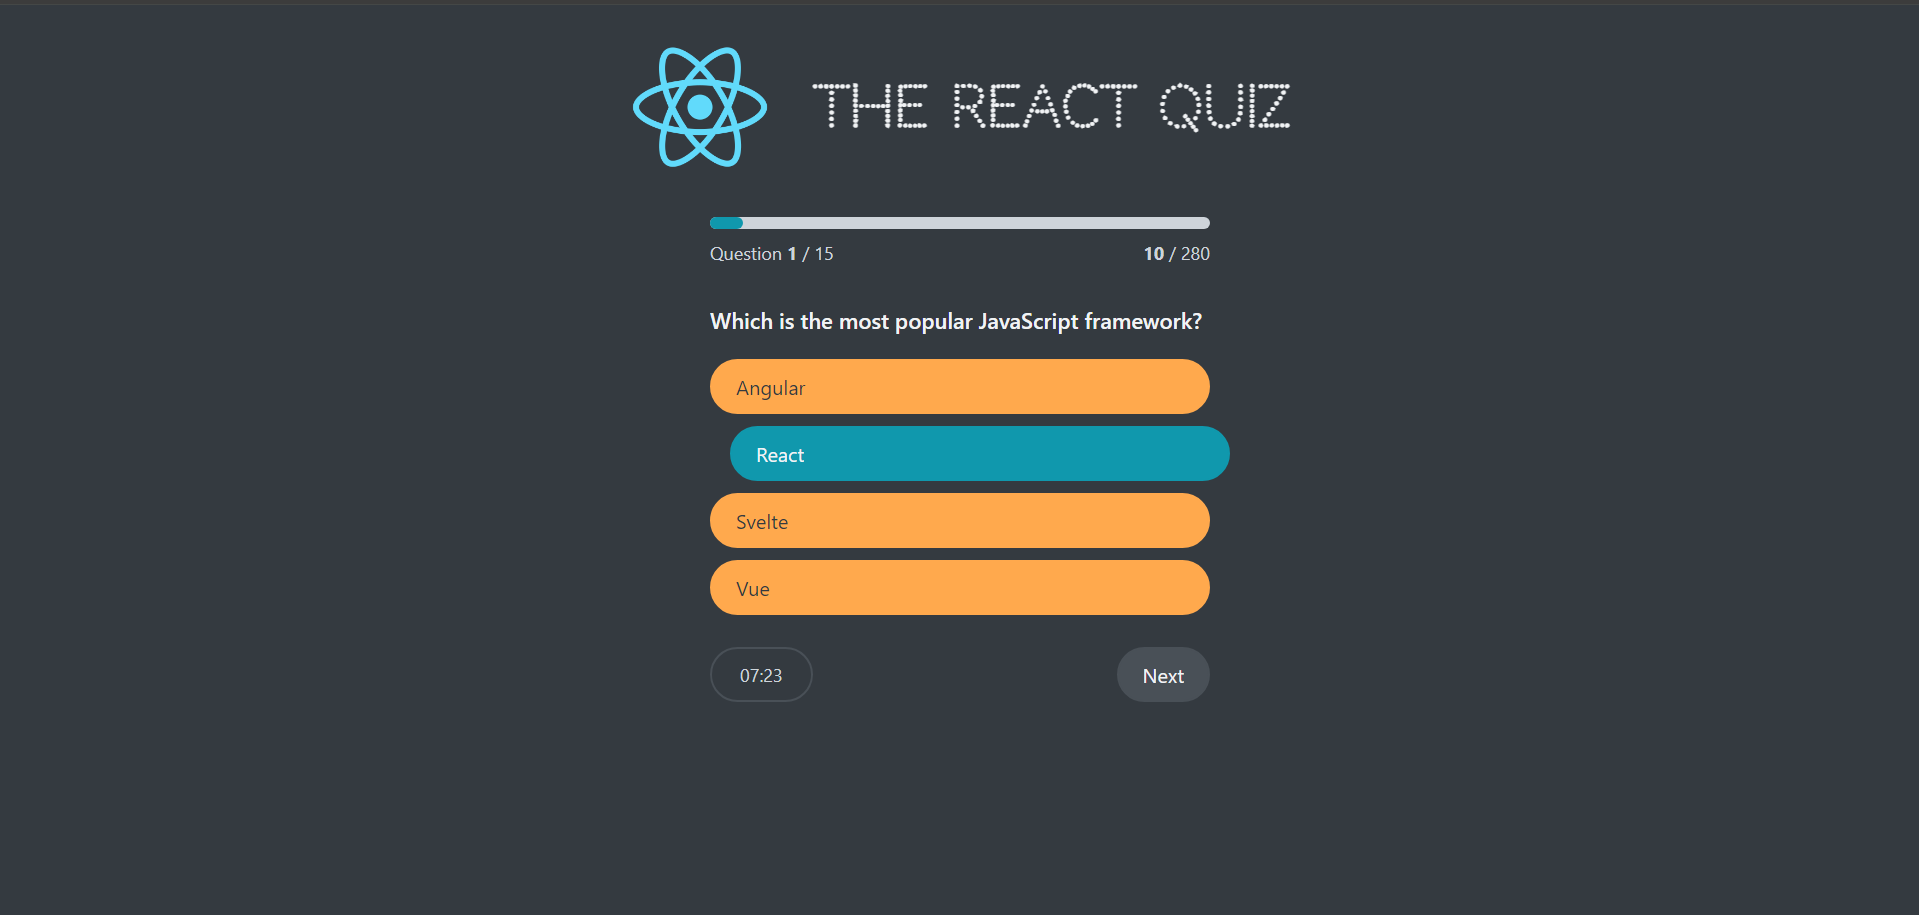 THE REACT QUIZ
Question 1 / 15
10 / 280
Which is the most popular JavaScript framework?
Angular
React
Svelte
Vue
07:23
Next